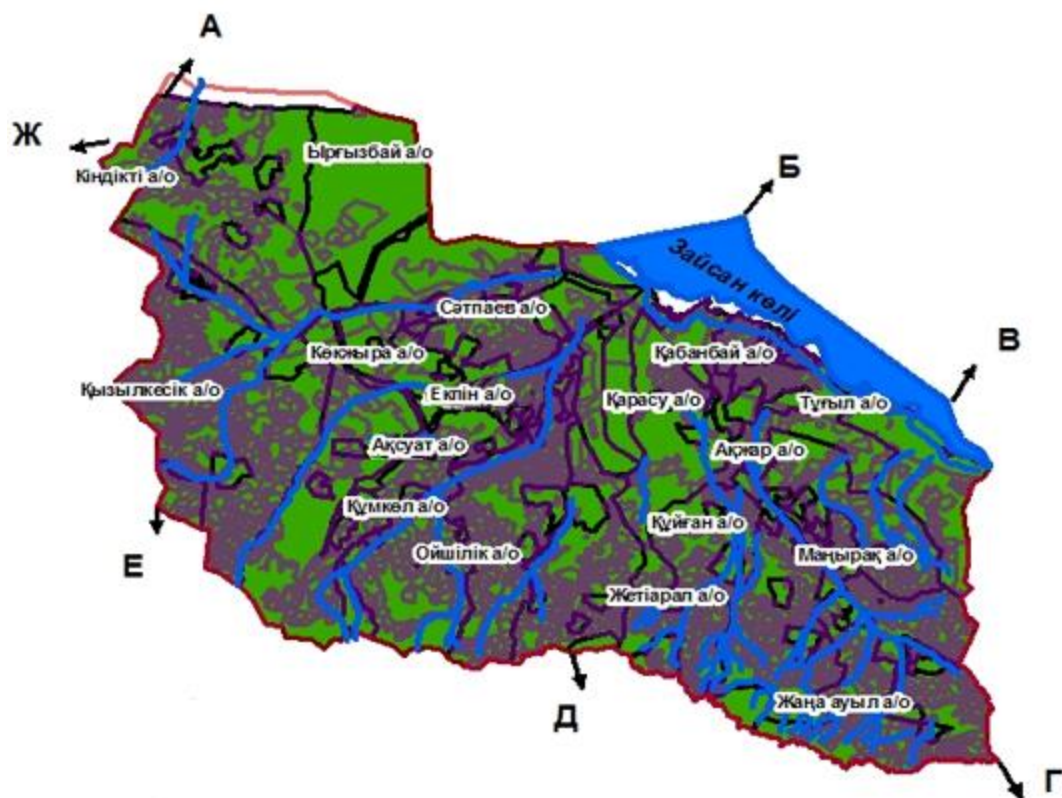 А
Ж
Ырғызбай а/о
Кіндікті а/о
Б
Зайсан көлі
Сәтпаев а/о
Көкжыра а/о
Қабанбай а/о
В
Қызылкесік а/о
Екпін а/о
Қарасу а/о
Тұғыл а/о
Ақсуат а/о
Ақжар а/о
Құмкөл а/о
Құйған а/о
Е
Ойшілік а/о
Маңырақ а/о
Жетіарал а/о
Д
Жаңа ауыл а/о
Г